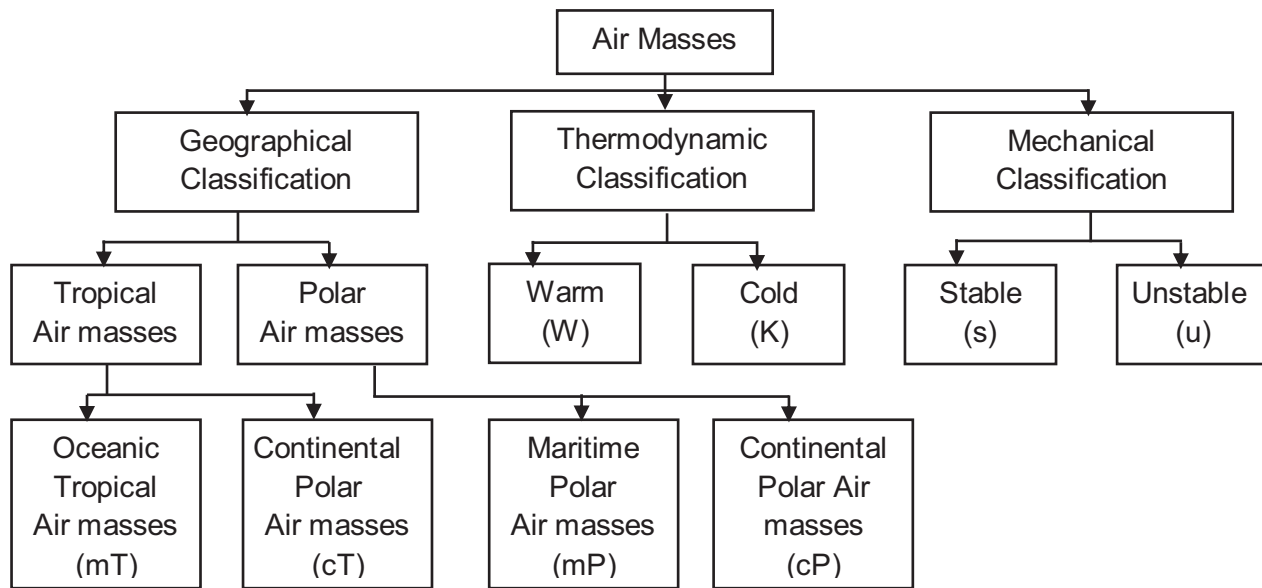 Air Masses
Geographical
Classification
Thermodynamic
Classification
Mechanical
Classification
Tropical
Air masses
Polar
Air masses
Warm
(W)
Cold
(K)
Stable
(s)
Unstable
(u)
Oceanic
Tropical
Air masses
(mT)
Continental
Polar
Air masses
(cT)
Maritime
Polar
Air masses
(mP)
Continental
Polar Air
masses
(cP)